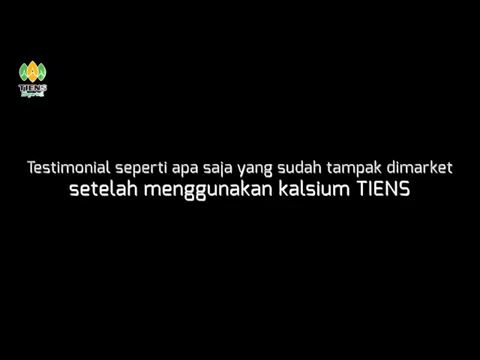 TIENS
Testimonial seperti apa saja yang sudah tampak dimarket
setelah menggunakan kalsium TIENS